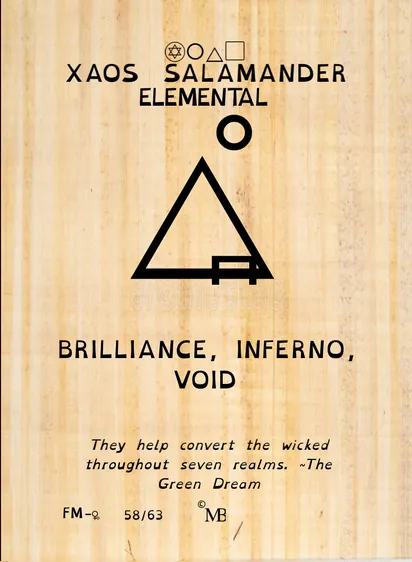 XAOS SALAMANDER
ELEMENTAL
BRILLIANCE, INFERNO,
VOID
They help convert the wicked
throughout seven realms. ~The
Green Dream
FM-♀ 58/63 © MB